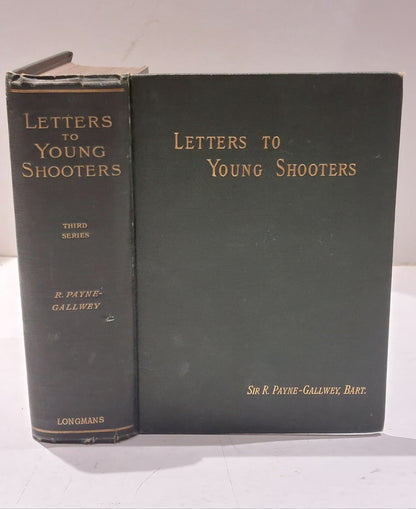 LETTERS
TO
YOUNG
SHOOTERS
THIRD
SERIES
R. PAYNE-
GALLWEY
LONGMANS
LETTERS TO
YOUNG SHOOTERS
SIR R. PAYNE-GALLWEY, BART.